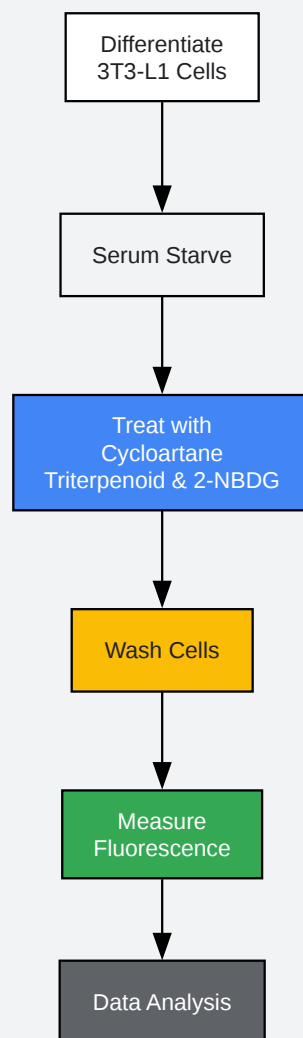 Differentiate
3T3-L1 Cells
Serum Starve
Treat with
Cycloartane
Triterpenoid & 2-NBDG
Wash Cells
Measure
Fluorescence
Data Analysis